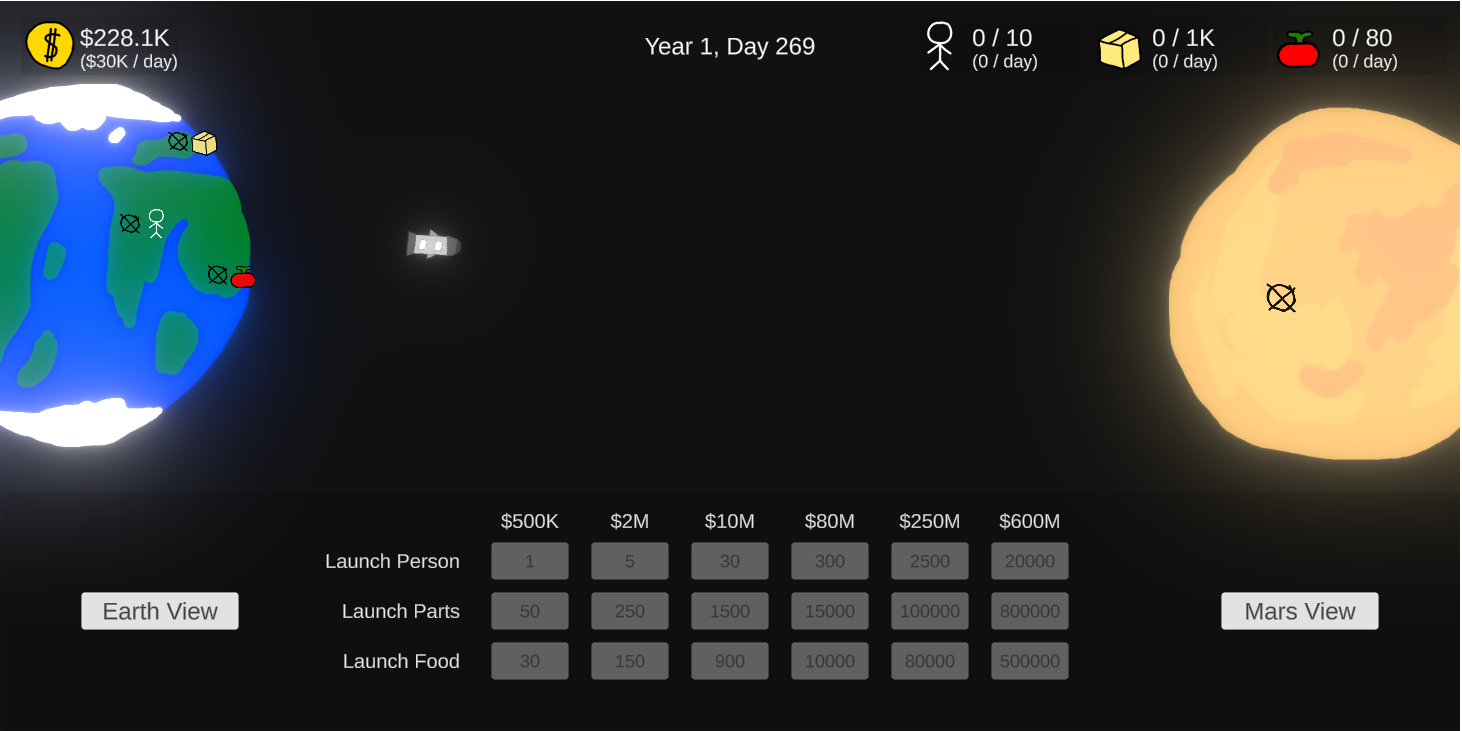 $228.1K
($30K / day)
Year 1, Day 269
0 / 10
(0 / day)
0 / 1K
(0 / day)
0 / 80
(0 / day)
$500K $2M $10M $80M $250M $600M
Launch Person 1 5 30 300 2500 20000
Launch Parts 50 250 1500 15000 100000 800000
Launch Food 30 150 900 10000 80000 500000
Earth View
Mars View